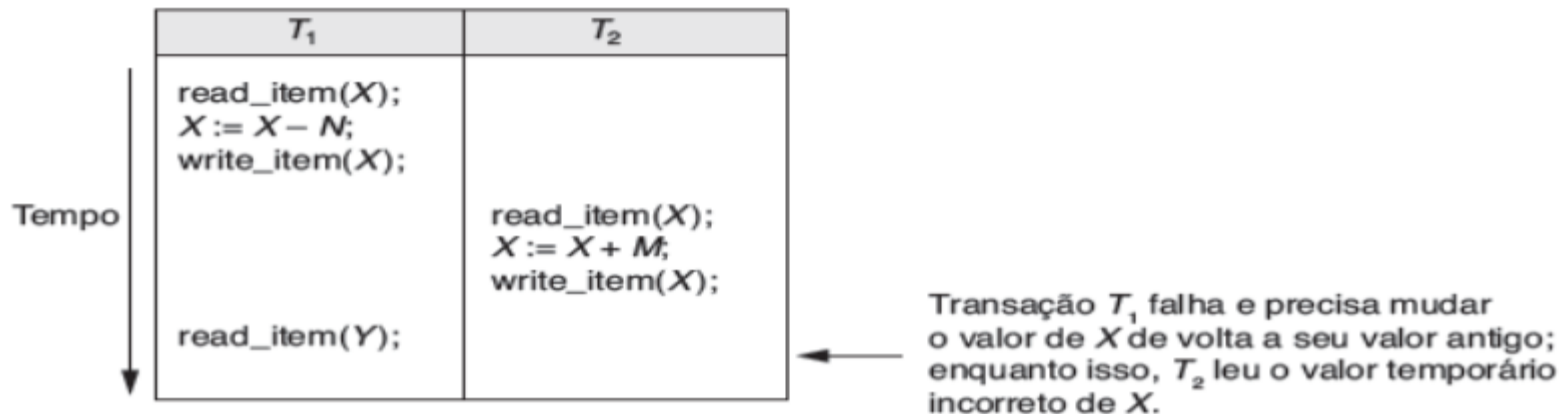 T₁ T₂
read_item(X);
X := X – N;
write_item(X);
Tempo
read_item(X);
X := X + M;
write_item(X);
read_item(Y);
Transação T₁ falha e precisa mudar
o valor de X de volta a seu valor antigo;
enquanto isso, T₂ leu o valor temporário
incorreto de X.